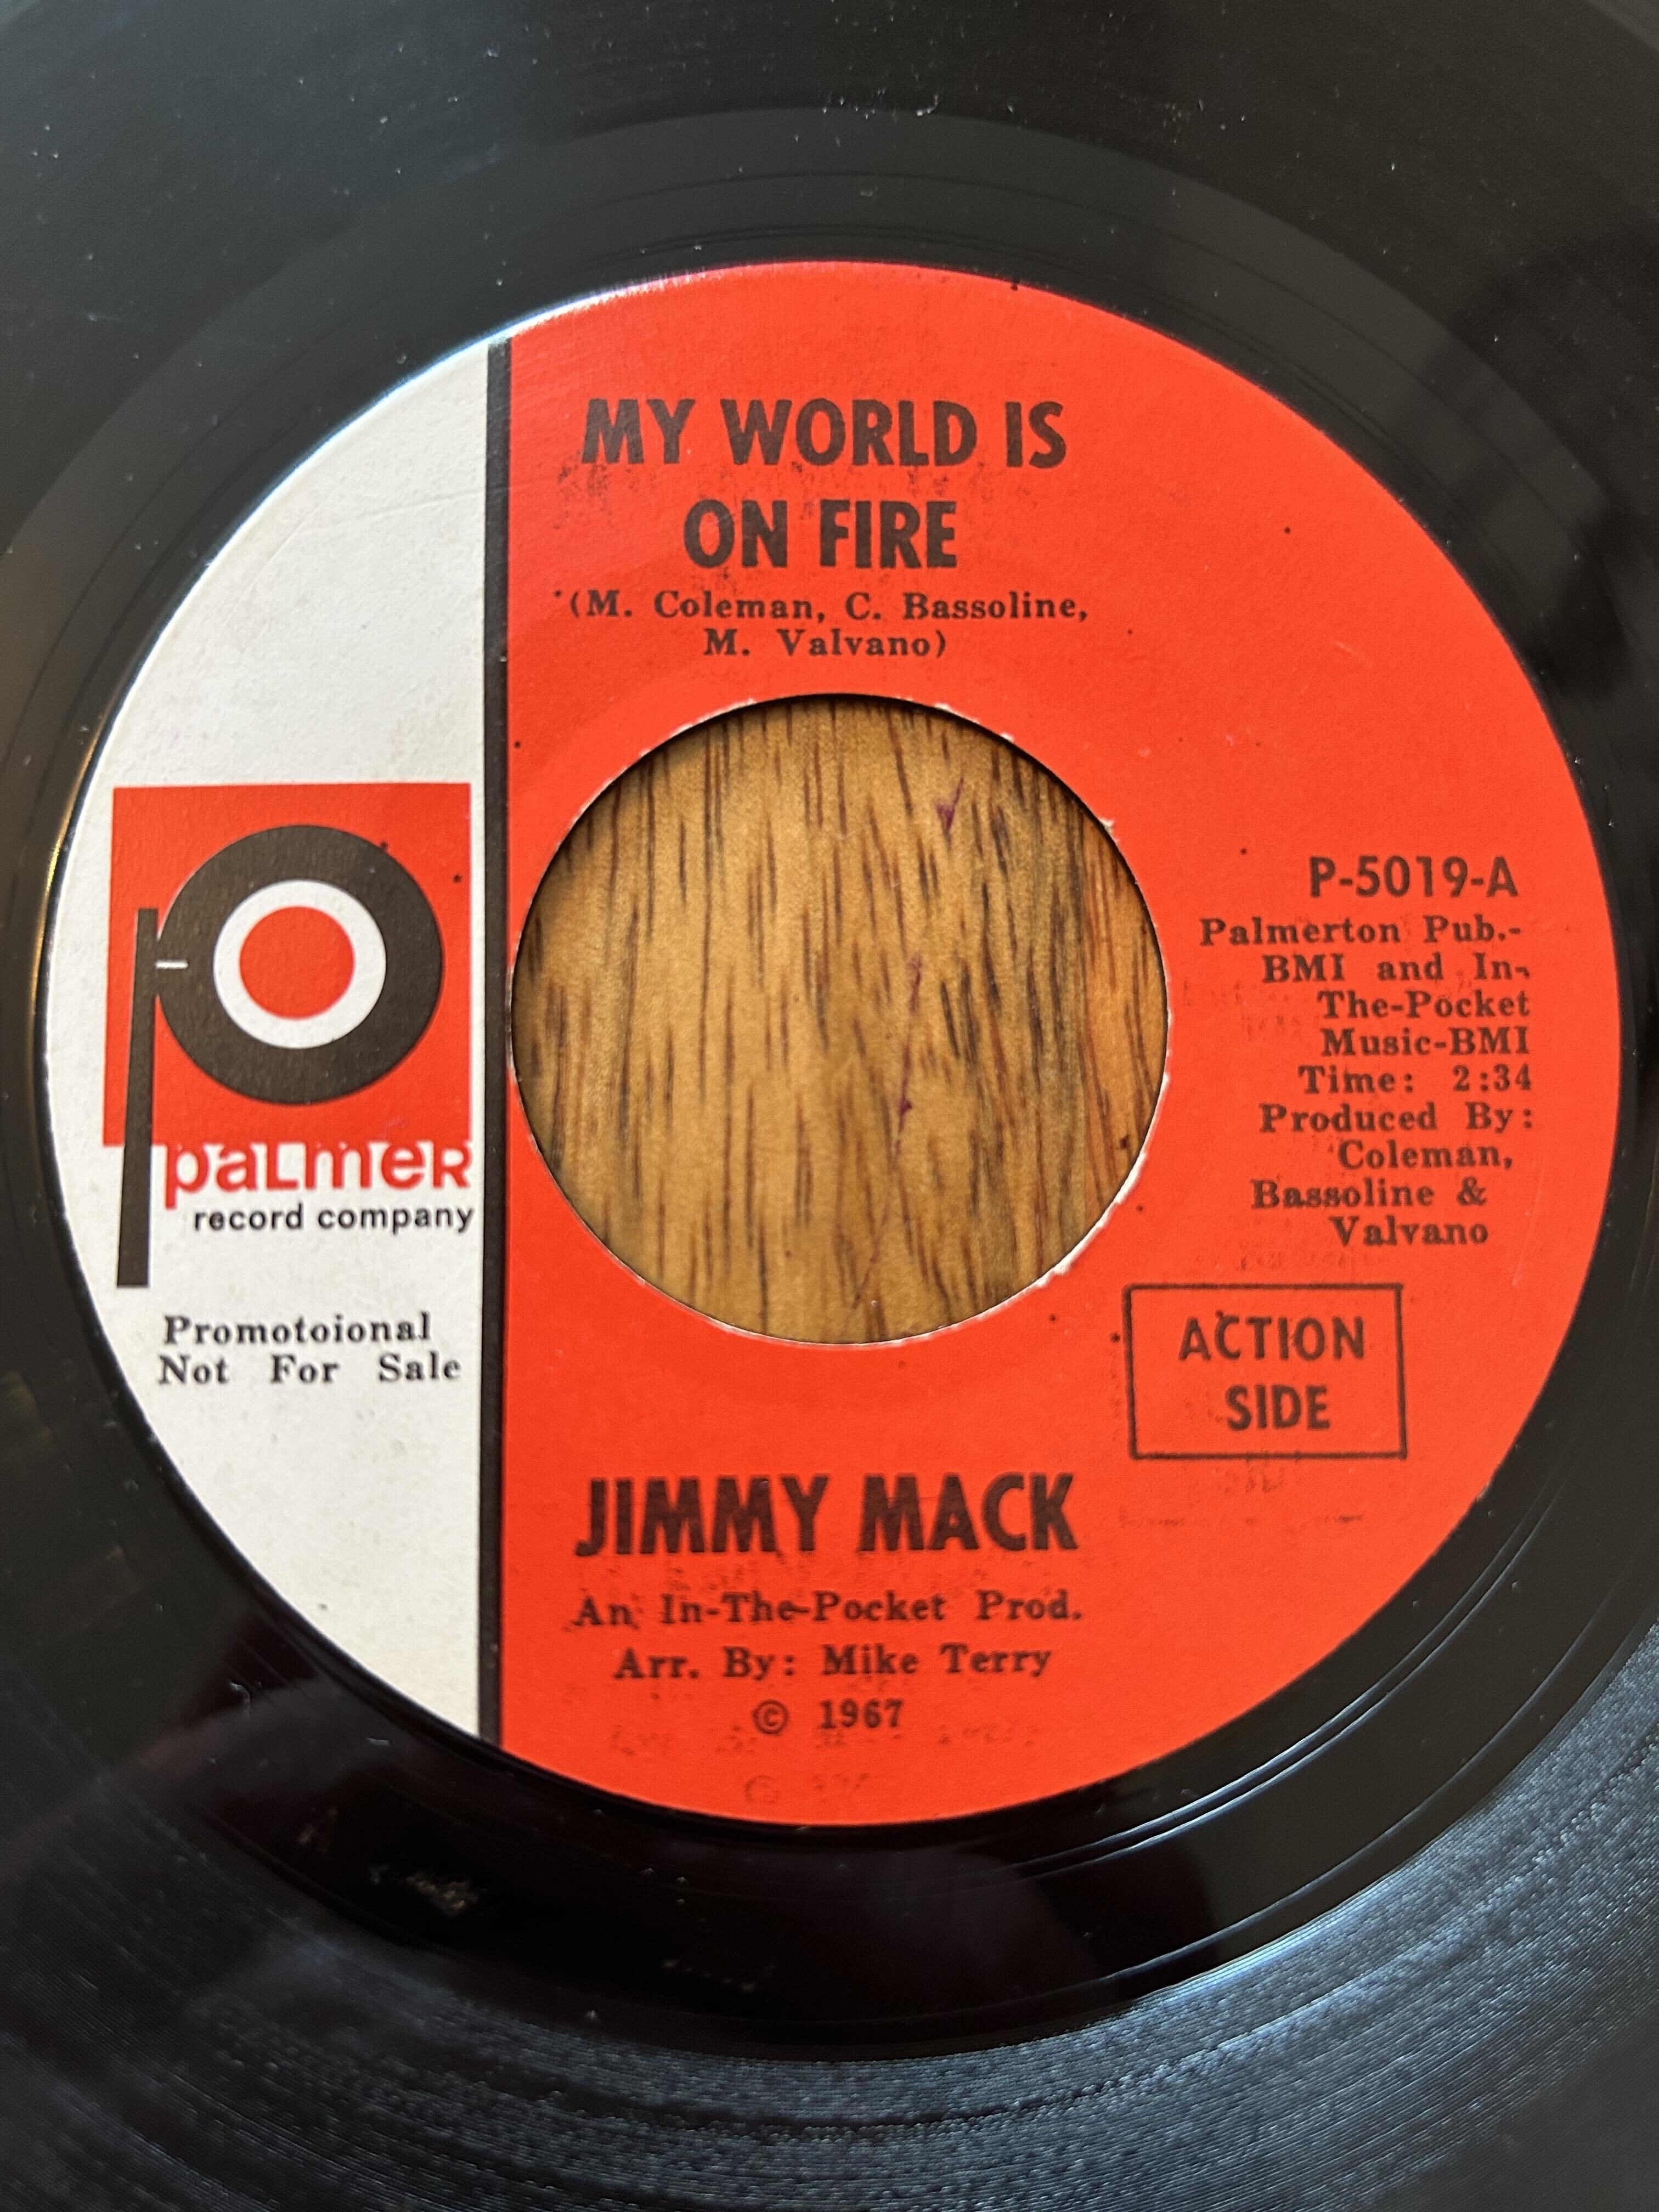 MY WORLD IS
ON FIRE
(M. Coleman, C. Bassoline,
M. Valvano)
P-5019-A
Palmerton Pub.-
BMI and In-
The-Pocket
Music-BMI
Time: 2:34
Produced By:
Coleman,
Bassoline &
Valvano
palmer
record company
Promotoional
Not For Sale
ACTION
SIDE
JIMMY MACK
An In-The-Pocket Prod.
Arr. By: Mike Terry
© 1967